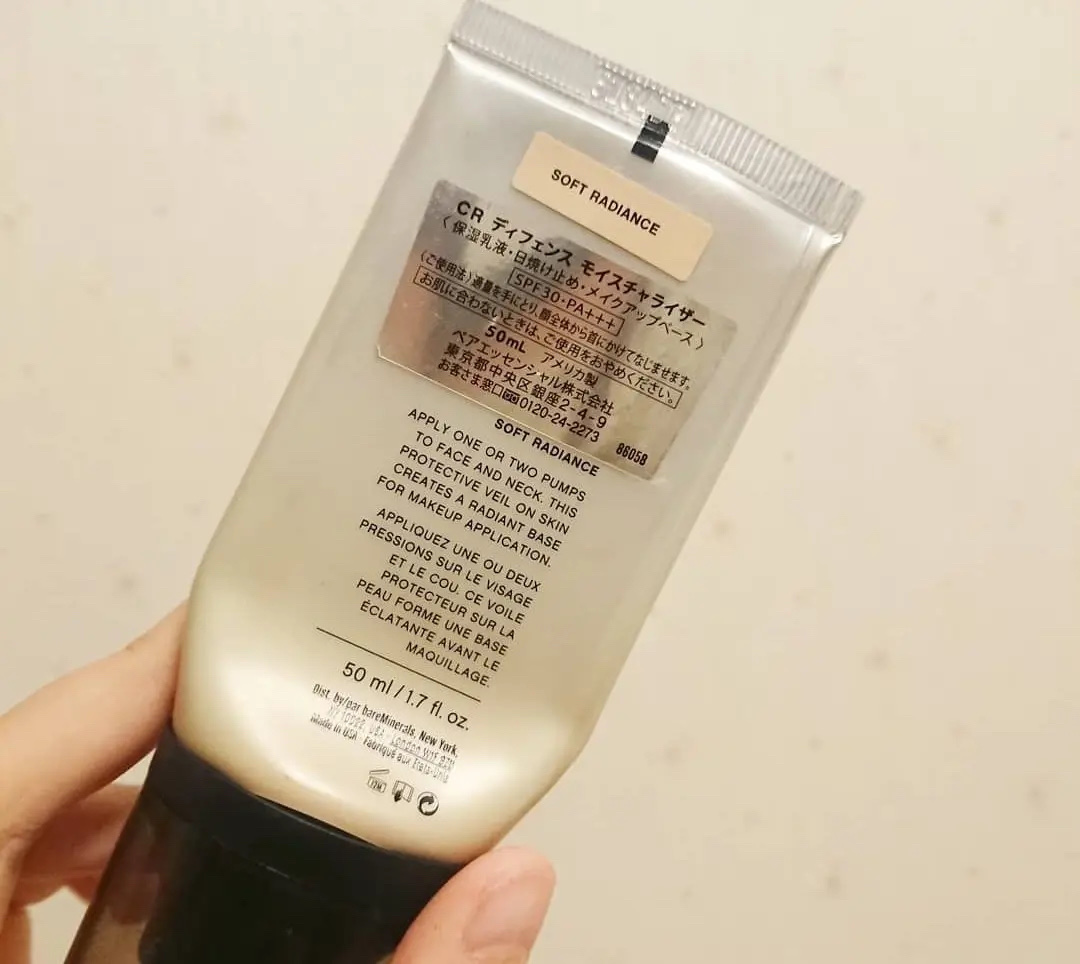 SOFT RADIANCE
CR ディフェンス モイスチャライザー
〈保湿乳液・日焼け止め・メイクアップベース〉
SPF30・PA+++
〈ご使用法〉適量を手にとり、顔全体から首にかけてなじませます。
お肌に合わないときは、ご使用をおやめください。
50mL アメリカ製
ベアエッセンシャル株式会社
東京都中央区銀座2-4-9
お客さま窓口 0120-24-2273
86058
SOFT RADIANCE
APPLY ONE OR TWO PUMPS
TO FACE AND NECK. THIS
PROTECTIVE VEIL ON SKIN
CREATES A RADIANT BASE
FOR MAKEUP APPLICATION.
APPLIQUEZ UNE OU DEUX
PRESSIONS SUR LE VISAGE
ET LE COU. CE VOILE
PROTECTEUR SUR LA
PEAU FORME UNE BASE
ÉCLATANTE AVANT LE
MAQUILLAGE.
50 ml / 1.7 fl. oz.
Dist. by/par bareMinerals, New York,
NY 10022 USA · London W1F
Made in USA · Fabriqué aux États-Unis
12M